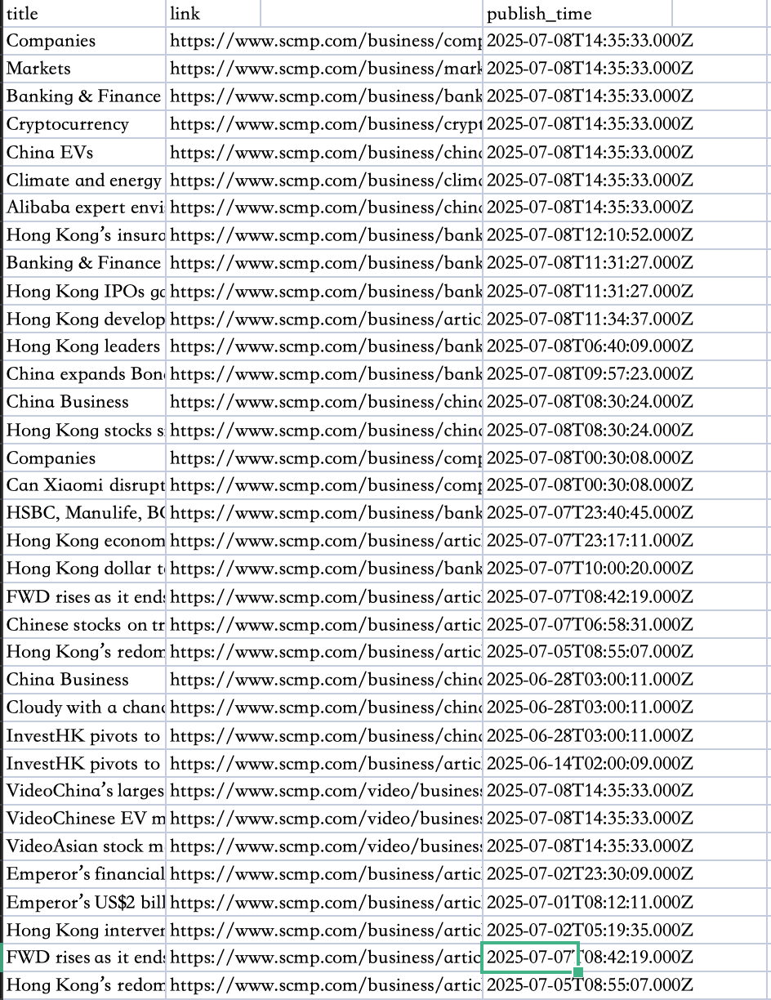 title link publish_time
Companies https://www.scmp.com/business/comp 2025-07-08T14:35:33.000Z
Markets https://www.scmp.com/business/mark 2025-07-08T14:35:33.000Z
Banking & Finance https://www.scmp.com/business/bank 2025-07-08T14:35:33.000Z
Cryptocurrency https://www.scmp.com/business/crypt 2025-07-08T14:35:33.000Z
China EVs https://www.scmp.com/business/chin 2025-07-08T14:35:33.000Z
Climate and energy https://www.scmp.com/business/clim 2025-07-08T14:35:33.000Z
Alibaba expert envi https://www.scmp.com/business/chin 2025-07-08T14:35:33.000Z
Hong Kong's insura https://www.scmp.com/business/bank 2025-07-08T12:10:52.000Z
Banking & Finance https://www.scmp.com/business/bank 2025-07-08T11:31:27.000Z
Hong Kong IPOs ga https://www.scmp.com/business/bank 2025-07-08T11:31:27.000Z
Hong Kong develop https://www.scmp.com/business/artic 2025-07-08T11:34:37.000Z
Hong Kong leaders https://www.scmp.com/business/bank 2025-07-08T06:40:09.000Z
China expands Bon https://www.scmp.com/business/bank 2025-07-08T09:57:23.000Z
China Business https://www.scmp.com/business/chin 2025-07-08T08:30:24.000Z
Hong Kong stocks s https://www.scmp.com/business/chin 2025-07-08T08:30:24.000Z
Companies https://www.scmp.com/business/comp 2025-07-08T00:30:08.000Z
Can Xiaomi disrupt https://www.scmp.com/business/comp 2025-07-08T00:30:08.000Z
HSBC, Manulife, BO https://www.scmp.com/business/bank 2025-07-07T23:40:45.000Z
Hong Kong econom https://www.scmp.com/business/artic 2025-07-07T23:17:11.000Z
Hong Kong dollar t https://www.scmp.com/business/bank 2025-07-07T10:00:20.000Z
FWD rises as it ends https://www.scmp.com/business/artic 2025-07-07T08:42:19.000Z
Chinese stocks on tr https://www.scmp.com/business/artic 2025-07-07T06:58:31.000Z
Hong Kong's redom https://www.scmp.com/business/artic 2025-07-05T08:55:07.000Z
China Business https://www.scmp.com/business/chin 2025-06-28T03:00:11.000Z
Cloudy with a chan https://www.scmp.com/business/chin 2025-06-28T03:00:11.000Z
InvestHK pivots to https://www.scmp.com/business/chin 2025-06-28T03:00:11.000Z
InvestHK pivots to https://www.scmp.com/business/artic 2025-06-14T02:00:09.000Z
VideoChina's larges https://www.scmp.com/video/business 2025-07-08T14:35:33.000Z
VideoChinese EV m https://www.scmp.com/video/business 2025-07-08T14:35:33.000Z
VideoAsian stock m https://www.scmp.com/video/business 2025-07-08T14:35:33.000Z
Emperor's financial https://www.scmp.com/business/artic 2025-07-02T23:30:09.000Z
Emperor's US$2 bill https://www.scmp.com/business/artic 2025-07-01T08:12:11.000Z
Hong Kong interven https://www.scmp.com/business/artic 2025-07-02T05:19:35.000Z
FWD rises as it ends https://www.scmp.com/business/artic 2025-07-07T08:42:19.000Z
Hong Kong's redom https://www.scmp.com/business/artic 2025-07-05T08:55:07.000Z